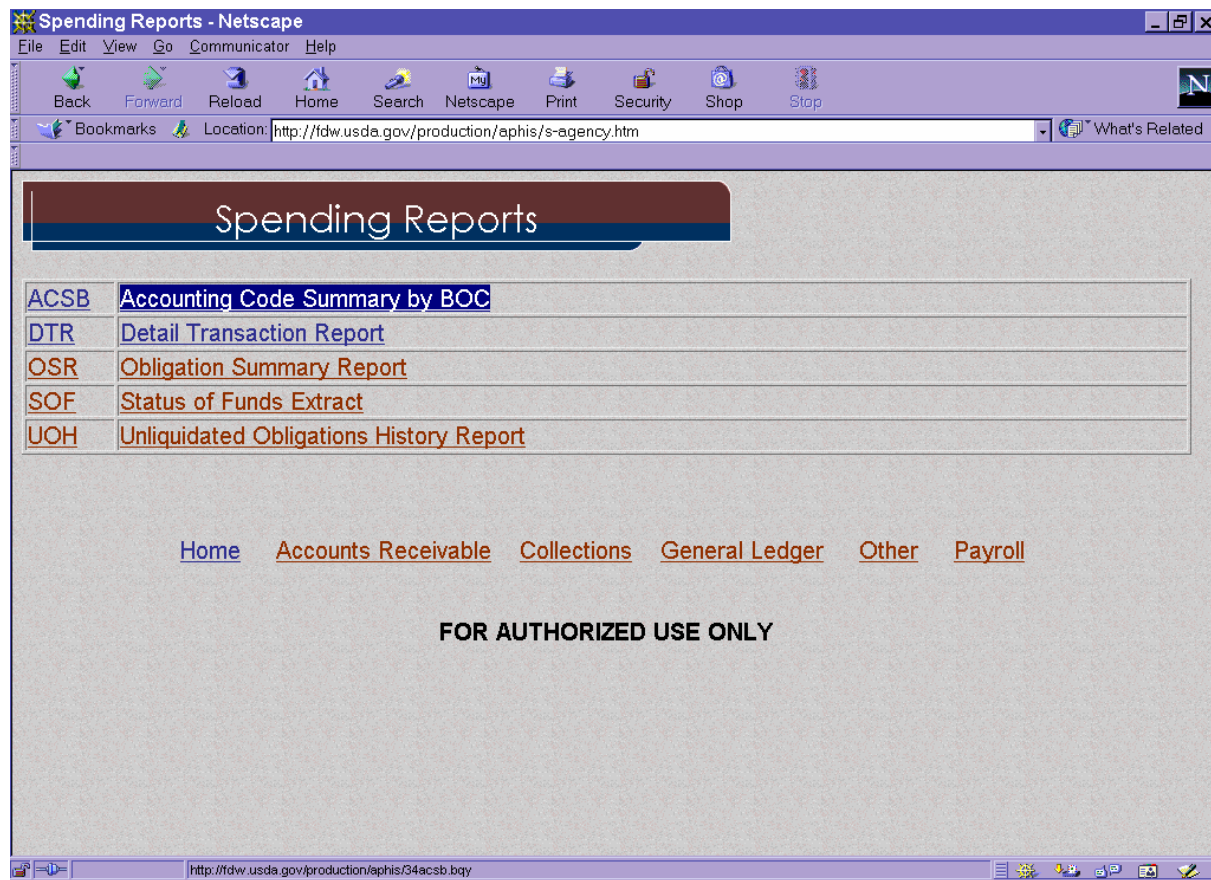 Spending Reports - Netscape
File Edit View Go Communicator Help
Back Forward Reload Home Search Netscape Print Security Shop Stop
My
N
Bookmarks Location: http://fdw.usda.gov/production/aphis/s-agency.htm What's Related
Spending Reports
ACSB Accounting Code Summary by BOC
DTR Detail Transaction Report
OSR Obligation Summary Report
SOF Status of Funds Extract
UOH Unliquidated Obligations History Report
Home Accounts Receivable Collections General Ledger Other Payroll
FOR AUTHORIZED USE ONLY
http://fdw.usda.gov/production/aphis/34acsb.bqy